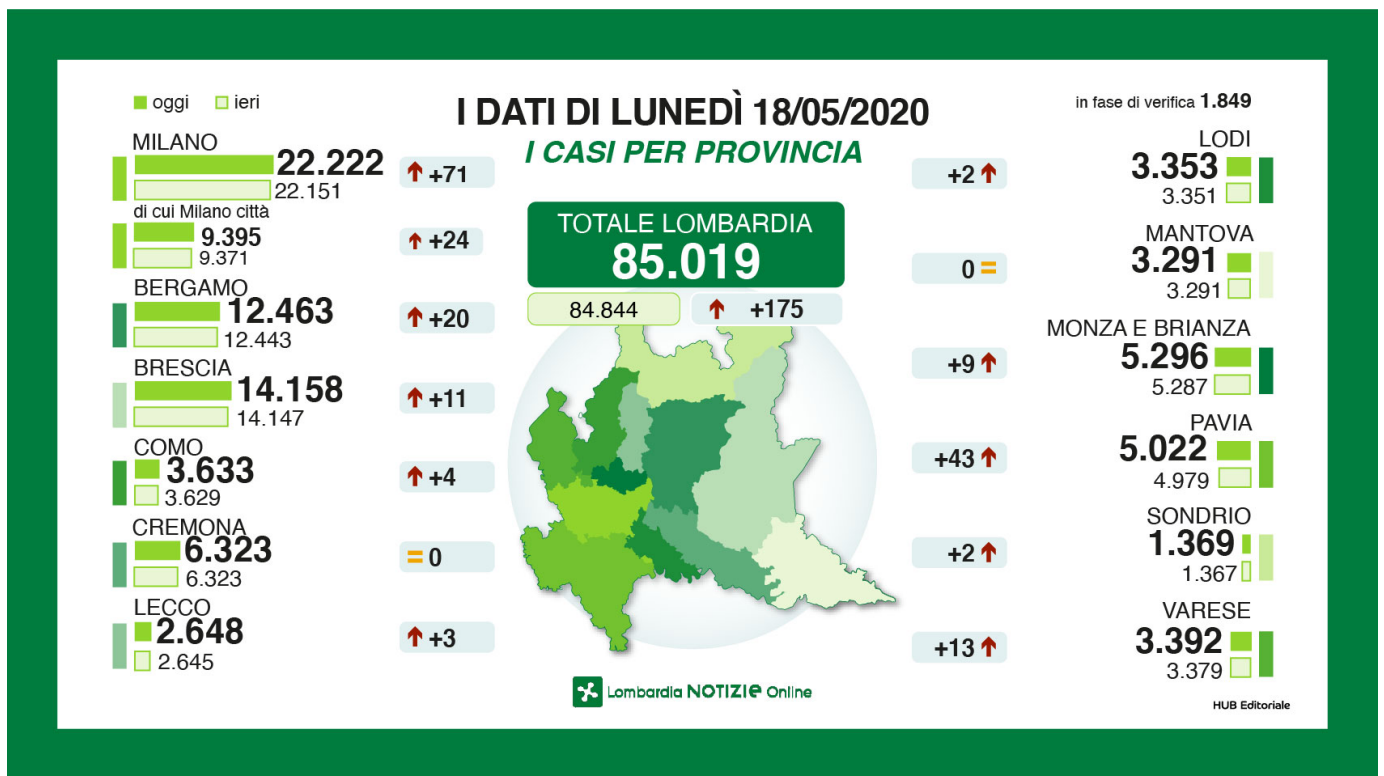 oggi ieri
I DATI DI LUNEDÌ 18/05/2020
I CASI PER PROVINCIA
in fase di verifica 1.849
MILANO
22.222
22.151
+71
di cui Milano città
9.395
9.371
+24
BERGAMO
12.463
12.443
+20
BRESCIA
14.158
14.147
+11
COMO
3.633
3.629
+4
CREMONA
6.323
6.323
= 0
LECCO
2.648
2.645
+3
TOTALE LOMBARDIA
85.019
84.844 +175
LODI
3.353
3.351
+2
MANTOVA
3.291
3.291
0 =
MONZA E BRIANZA
5.296
5.287
+9
PAVIA
5.022
4.979
+43
SONDRIO
1.369
1.367
+2
VARESE
3.392
3.379
+13
Lombardia NOTIZIe Online
HUB Editoriale